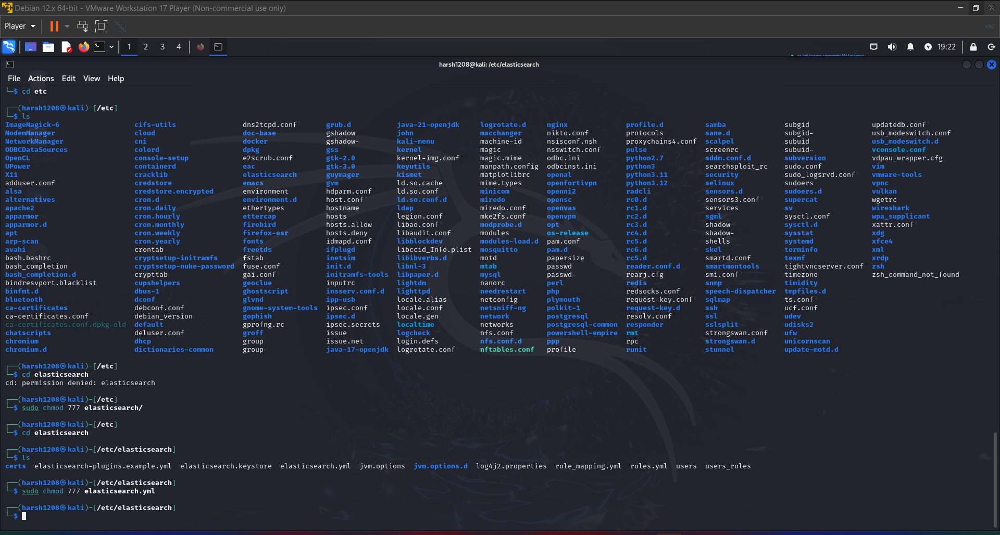 Debian 12.x 64-bit - VMware Workstation 17 Player (Non-commercial use only)
Player
1 2 3 4 19:22
harsh1208@kali: /etc/elasticsearch
File Actions Edit View Help
└─$ cd etc
┌──(harsh1208㉿kali)-[/etc]
└─$ ls
ImageMagick-6 cifs-utils dns2tcpd.conf grub.d java-21-openjdk logrotate.d nginx profile.d samba subgid updatedb.conf
ModemManager cloud doc-base gshadow john macchanger nikto.conf protocols sane.d subgid- usb_modeswitch.conf
NetworkManager cni docker gshadow- kali-menu machine-id nsisconf.nsh proxychains4.conf scalpel subuid usb_modeswitch.d
ODBCDataSources colord dpkg gss kernel magic nsswitch.conf pulse screenrc subuid- vconsole.conf
OpenCL console-setup e2scrub.conf gtk-2.0 kernel-img.conf magic.mime odbc.ini python2.7 sddm.conf.d subversion vdpau_wrapper.cfg
UPower containerd eac gtk-3.0 keyutils manpath.config odbcinst.ini python3 searchsploit_rc sudo.conf vim
X11 cracklib elasticsearch guymager kismet matplotlibrc openal python3.11 security sudo_logsrvd.conf vmware-tools
adduser.conf credstore emacs gvm ld.so.cache mime.types openfortivpn python3.12 selinux sudoers vpnc
alsa credstore.encrypted environment hdparm.conf ld.so.conf minicom openni2 radcli sensors.d sudoers.d vulkan
alternatives cron.d environment.d host.conf ld.so.conf.d miredo opensc rc0.d sensors3.conf supercat wgetrc
apache2 cron.daily ethertypes hostname ldap miredo.conf openvas rc1.d services sv wireshark
apparmor cron.hourly ettercap hosts legion.conf mke2fs.conf openvpn rc2.d sgml sysctl.conf wpa_supplicant
apparmor.d cron.monthly firebird hosts.allow libao.conf modprobe.d opt rc3.d shadow sysctl.d xattr.conf
apt cron.weekly firefox-esr hosts.deny libaudit.conf modules os-release rc4.d shadow- sysstat xdg
arp-scan cron.yearly fonts idmapd.conf libblockdev modules-load.d pam.conf rc5.d shells systemd xfce4
avahi crontab freetds ifplugd libccid_Info.plist mosquitto pam.d rc6.d skel terminfo xml
bash.bashrc cryptsetup-initramfs fstab inetsim libibverbs.d motd papersize rcS.d smartd.conf texmf xrdp
bash_completion cryptsetup-nuke-password fuse.conf init.d libnl-3 mtab passwd reader.conf.d smartmontools tightvncserver.conf zsh
bash_completion.d crypttab gai.conf initramfs-tools libpaper.d mysql passwd- rearj.cfg smi.conf timezone zsh_command_not_found
bindresvport.blacklist cupshelpers geoclue inputrc lightdm nanorc perl redis snmp timidity
binfmt.d dbus-1 ghostscript insserv.conf.d lighttpd needrestart php redsocks.conf speech-dispatcher tmpfiles.d
bluetooth dconf glvnd ipp-usb locale.alias netconfig plymouth request-key.conf sqlmap ts.conf
ca-certificates debconf.conf gnome-system-tools ipsec.conf locale.conf netsniff-ng polkit-1 request-key.d ssh ucf.conf
ca-certificates.conf debian_version gophish ipsec.d locale.gen network postgresql resolv.conf ssl udev
ca-certificates.conf.dpkg-old default gprofng.rc ipsec.secrets localtime networks postgresql-common responder sslsplit udisks2
chatscripts deluser.conf groff issue logcheck nfs.conf powershell-empire rmt strongswan.conf ufw
chromium dhcp group issue.net login.defs nfs.conf.d ppp rpc strongswan.d unicornscan
chromium.d dictionaries-common group- java-17-openjdk logrotate.conf nftables.conf profile runit stunnel update-motd.d
┌──(harsh1208㉿kali)-[/etc]
└─$ cd elasticsearch
cd: permission denied: elasticsearch
┌──(harsh1208㉿kali)-[/etc]
└─$ sudo chmod 777 elasticsearch/
┌──(harsh1208㉿kali)-[/etc]
└─$ cd elasticsearch
┌──(harsh1208㉿kali)-[/etc/elasticsearch]
└─$ ls
certs elasticsearch-plugins.example.yml elasticsearch.keystore elasticsearch.yml jvm.options jvm.options.d log4j2.properties role_mapping.yml roles.yml users users_roles
┌──(harsh1208㉿kali)-[/etc/elasticsearch]
└─$ sudo chmod 777 elasticsearch.yml
┌──(harsh1208㉿kali)-[/etc/elasticsearch]
└─$